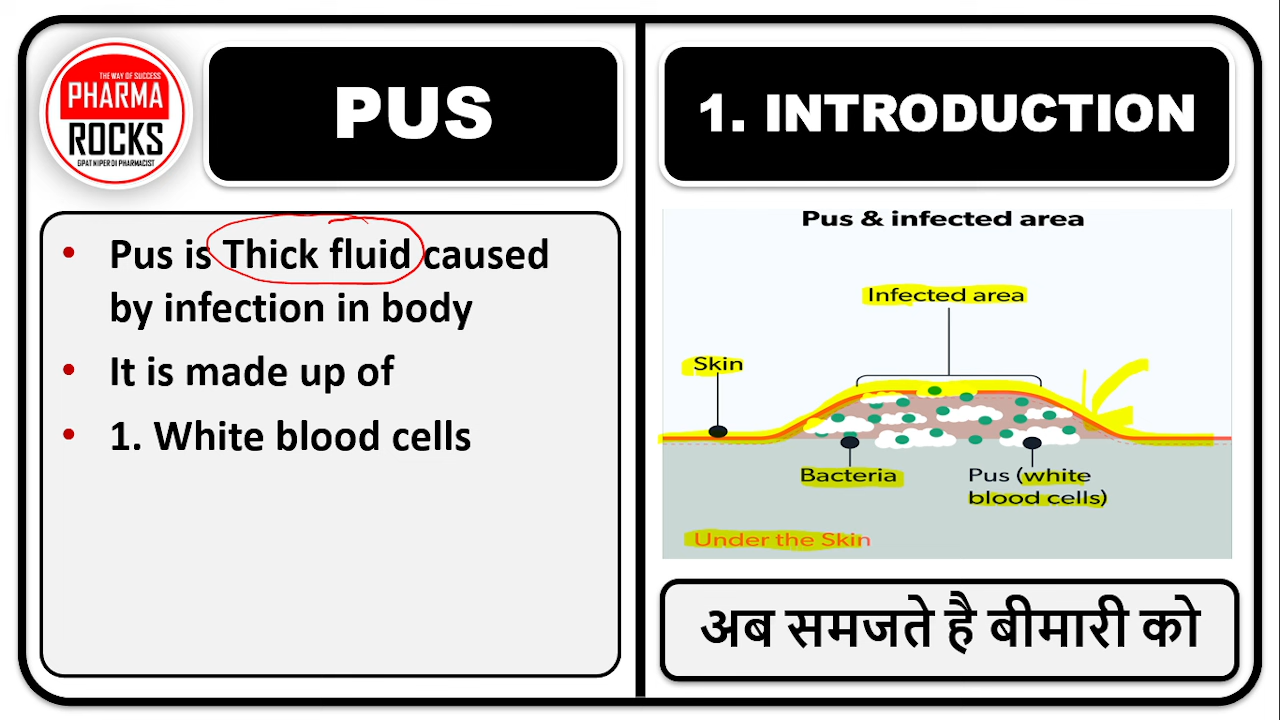 THE WAY OF SUCCESS
PHARMA
ROCKS
GPAT NIPER DI PHARMACIST
PUS
• Pus is Thick fluid caused
by infection in body
• It is made up of
• 1. White blood cells
1. INTRODUCTION
Pus & infected area
Infected area
Skin
Bacteria
Pus (white
blood cells)
Under the Skin
अब समजते है बीमारी को